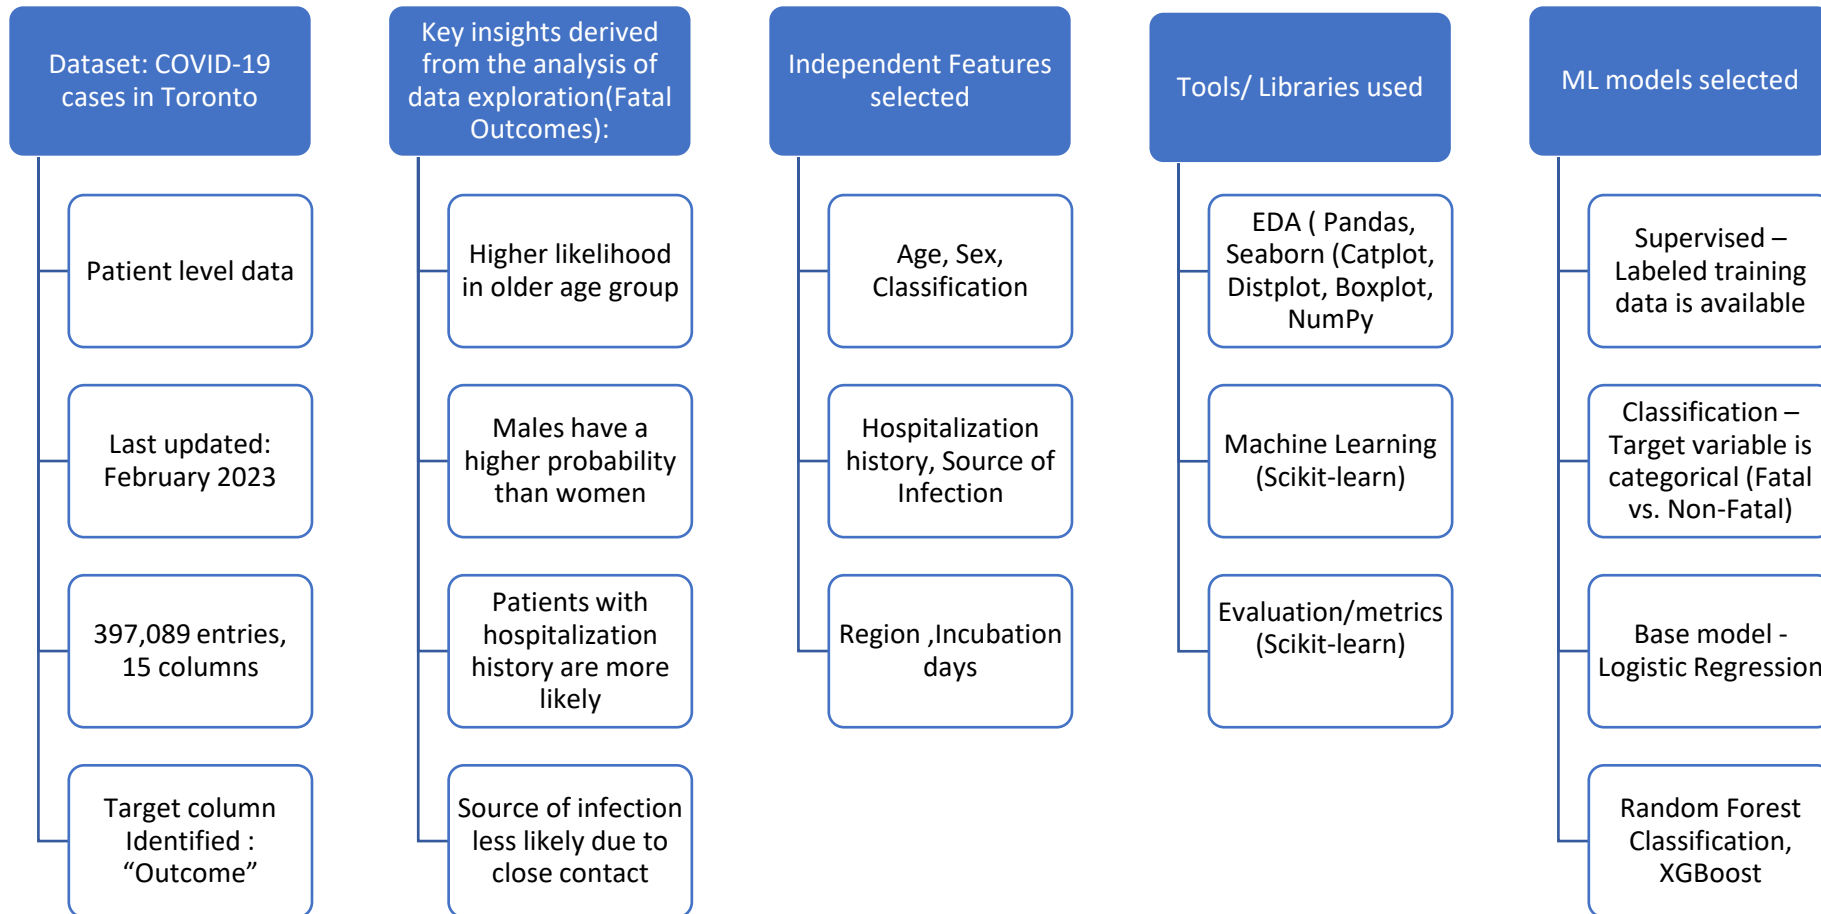 Dataset: COVID-19
cases in Toronto
Patient level data
Last updated:
February 2023
397,089 entries,
15 columns
Target column
Identified :
“Outcome”
Key insights derived
from the analysis of
data exploration(Fatal
Outcomes):
Higher likelihood
in older age group
Males have a
higher probability
than women
Patients with
hospitalization
history are more
likely
Source of infection
less likely due to
close contact
Independent Features
selected
Age, Sex,
Classification
Hospitalization
history, Source of
Infection
Region ,Incubation
days
Tools/ Libraries used
EDA ( Pandas,
Seaborn (Catplot,
Distplot, Boxplot,
NumPy
Machine Learning
(Scikit-learn)
Evaluation/metrics
(Scikit-learn)
ML models selected
Supervised –
Labeled training
data is available
Classification –
Target variable is
categorical (Fatal
vs. Non-Fatal)
Base model -
Logistic Regression
Random Forest
Classification,
XGBoost